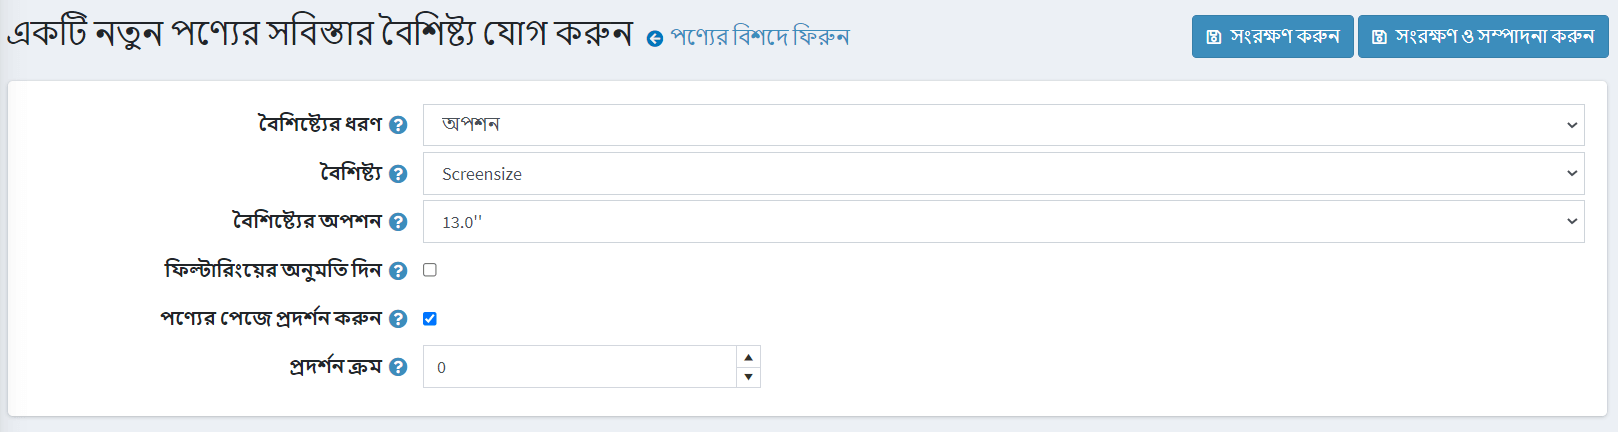 একটি নতুন পণ্যের সবিস্তার বৈশিষ্ট্য যোগ করুন পণ্যের বিশদে ফিরুন সংরক্ষণ করুন সংরক্ষণ ও সম্পাদনা করুন
বৈশিষ্ট্যের ধরণ ? অপশন
বৈশিষ্ট্য ? Screensize
বৈশিষ্ট্যের অপশন ? 13.0''
ফিল্টারিংয়ের অনুমতি দিন ?
পণ্যের পেজে প্রদর্শন করুন ?
প্রদর্শন ক্রম ? 0